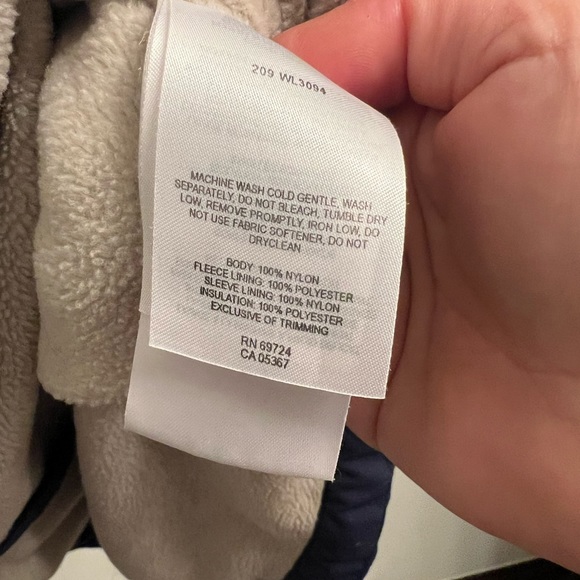 209 WL3094
MACHINE WASH COLD GENTLE, WASH
SEPARATELY, DO NOT BLEACH, TUMBLE DRY
LOW, REMOVE PROMPTLY, IRON LOW, DO
NOT USE FABRIC SOFTENER, DO NOT
DRYCLEAN
BODY: 100% NYLON
FLEECE LINING: 100% POLYESTER
SLEEVE LINING: 100% NYLON
INSULATION: 100% POLYESTER
EXCLUSIVE OF TRIMMING
RN 69724
CA 05367